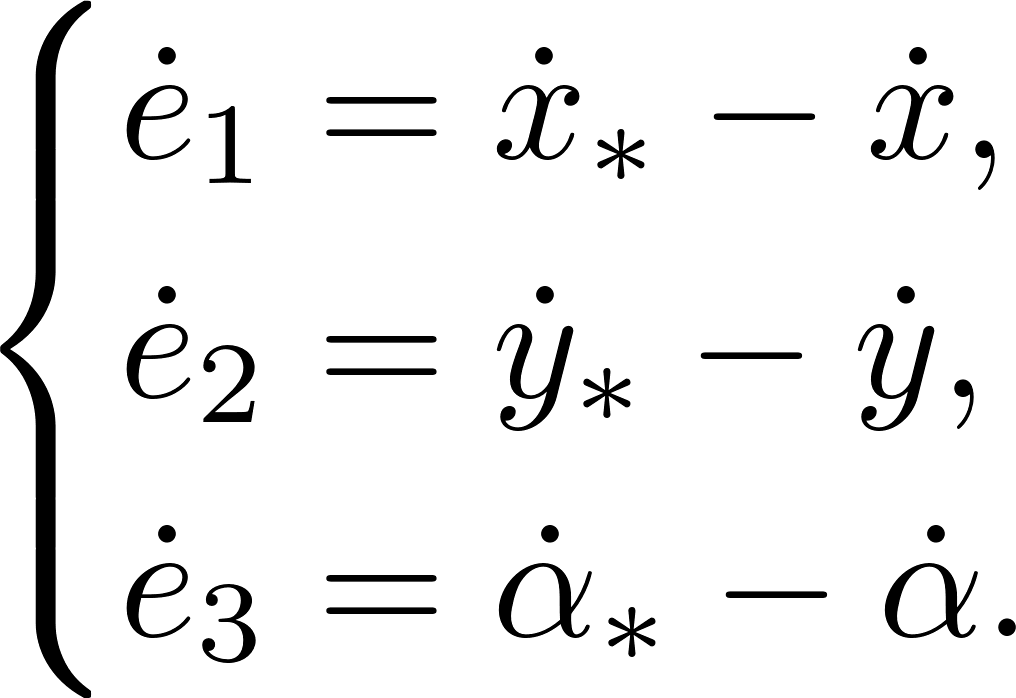 ė₁ = ẋ∗ − ẋ,
ė₂ = ẏ∗ − ẏ,
ė₃ = α̇∗ − α̇.